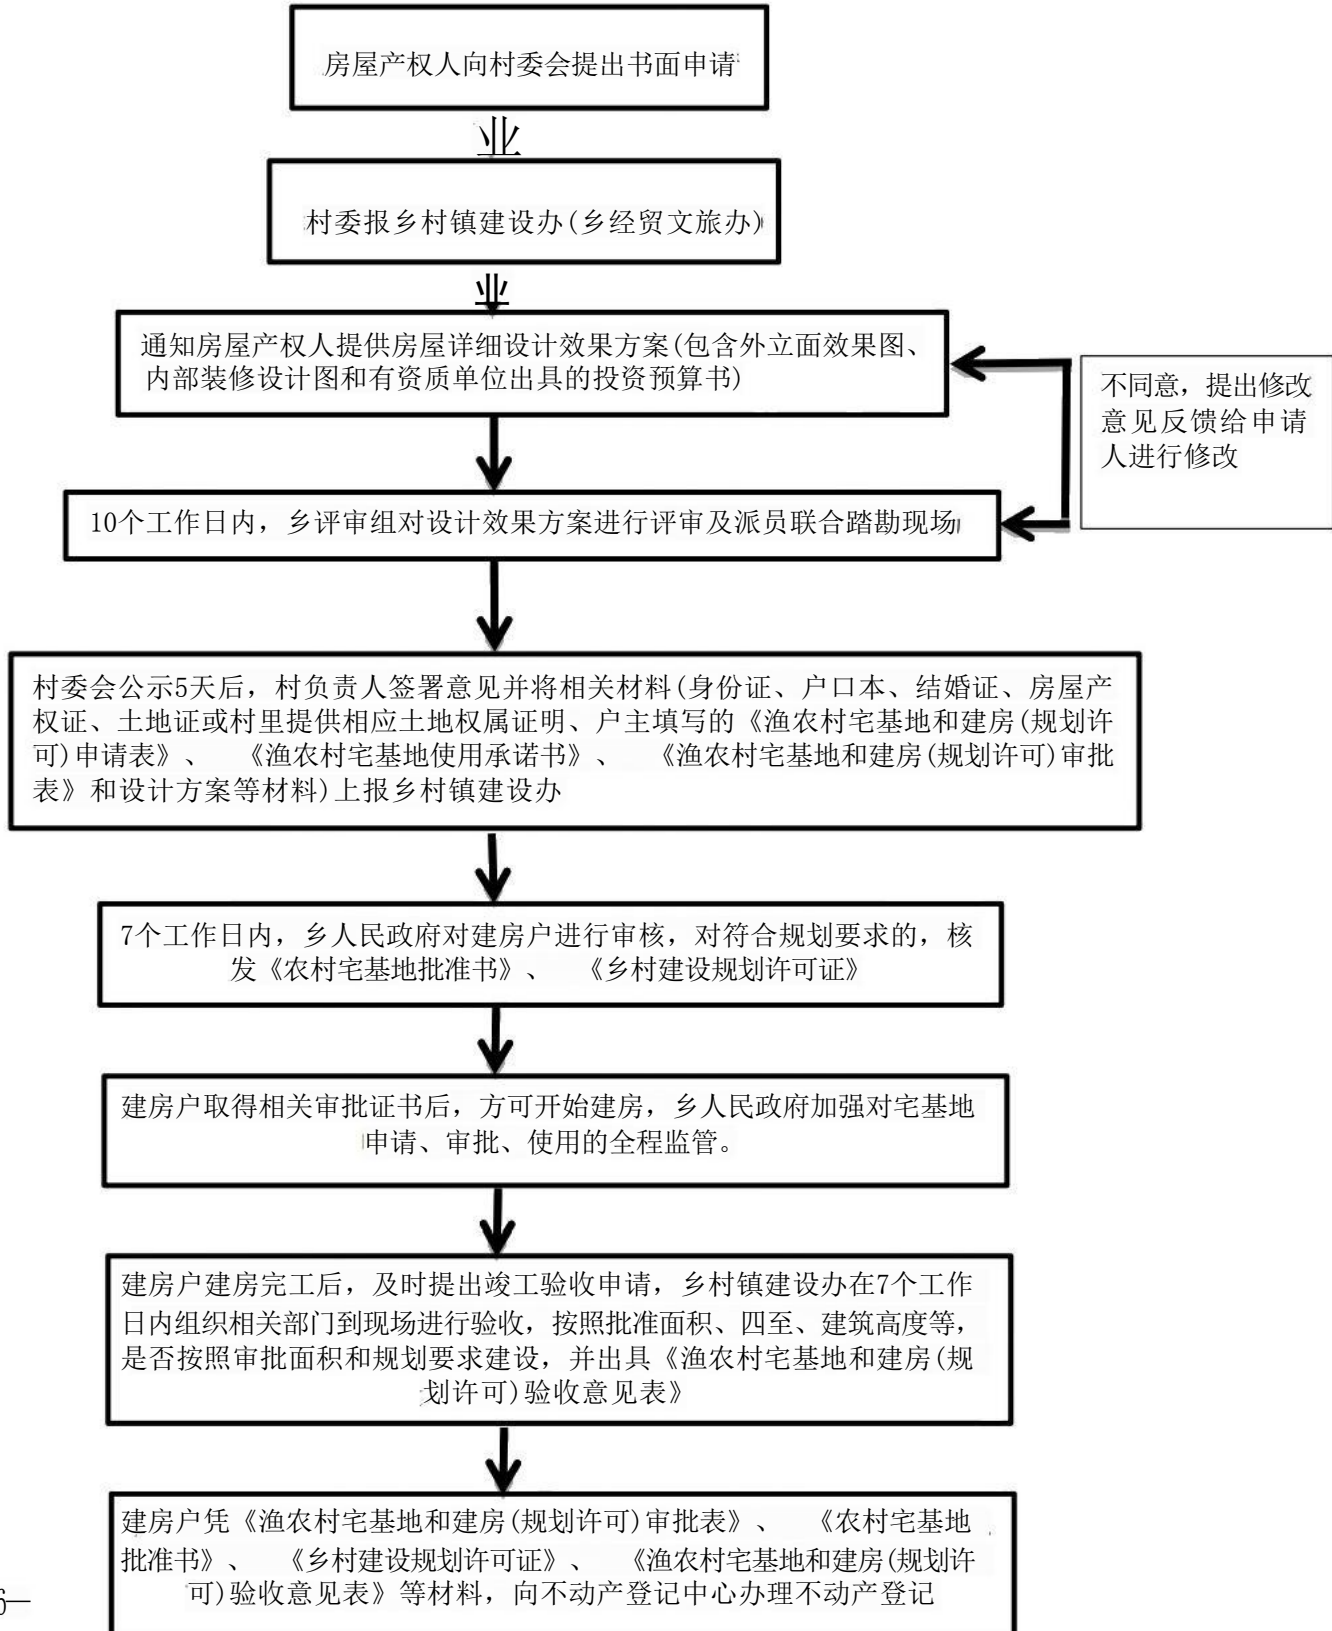 房屋产权人向村委会提出书面申请
业
村委报乡村镇建设办(乡经贸文旅办)
业
通知房屋产权人提供房屋详细设计效果方案(包含外立面效果图、
内部装修设计图和有资质单位出具的投资预算书)
不同意，提出修改
意见反馈给申请
人进行修改
10个工作日内，乡评审组对设计效果方案进行评审及派员联合踏勘现场
村委会公示5天后，村负责人签署意见并将相关材料(身份证、户口本、结婚证、房屋产
权证、土地证或村里提供相应土地权属证明、户主填写的《渔农村宅基地和建房(规划许
可)申请表》、 《渔农村宅基地使用承诺书》、 《渔农村宅基地和建房(规划许可)审批
表》和设计方案等材料)上报乡村镇建设办
7个工作日内，乡人民政府对建房户进行审核，对符合规划要求的，核
发《农村宅基地批准书》、 《乡村建设规划许可证》
建房户取得相关审批证书后，方可开始建房，乡人民政府加强对宅基地
申请、审批、使用的全程监管。
建房户建房完工后，及时提出竣工验收申请，乡村镇建设办在7个工作
日内组织相关部门到现场进行验收，按照批准面积、四至、建筑高度等，
是否按照审批面积和规划要求建设，并出具《渔农村宅基地和建房(规
划许可)验收意见表》
建房户凭《渔农村宅基地和建房(规划许可)审批表》、 《农村宅基地
批准书》、 《乡村建设规划许可证》、 《渔农村宅基地和建房(规划许
可)验收意见表》等材料，向不动产登记中心办理不动产登记
6—